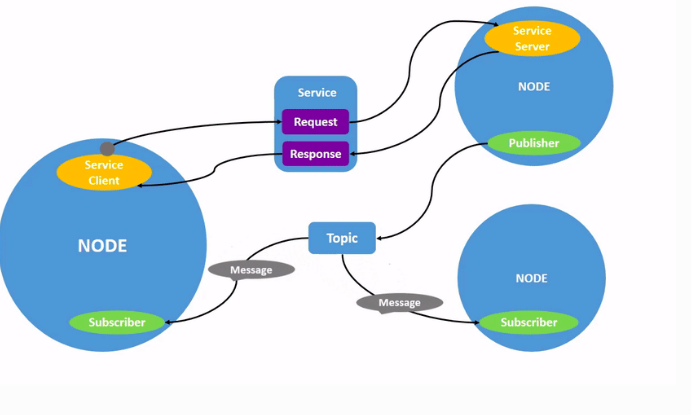 Service
Server
NODE
Publisher
Service
Request
Response
Service
Client
NODE
Subscriber
Topic
Message
Message
NODE
Subscriber